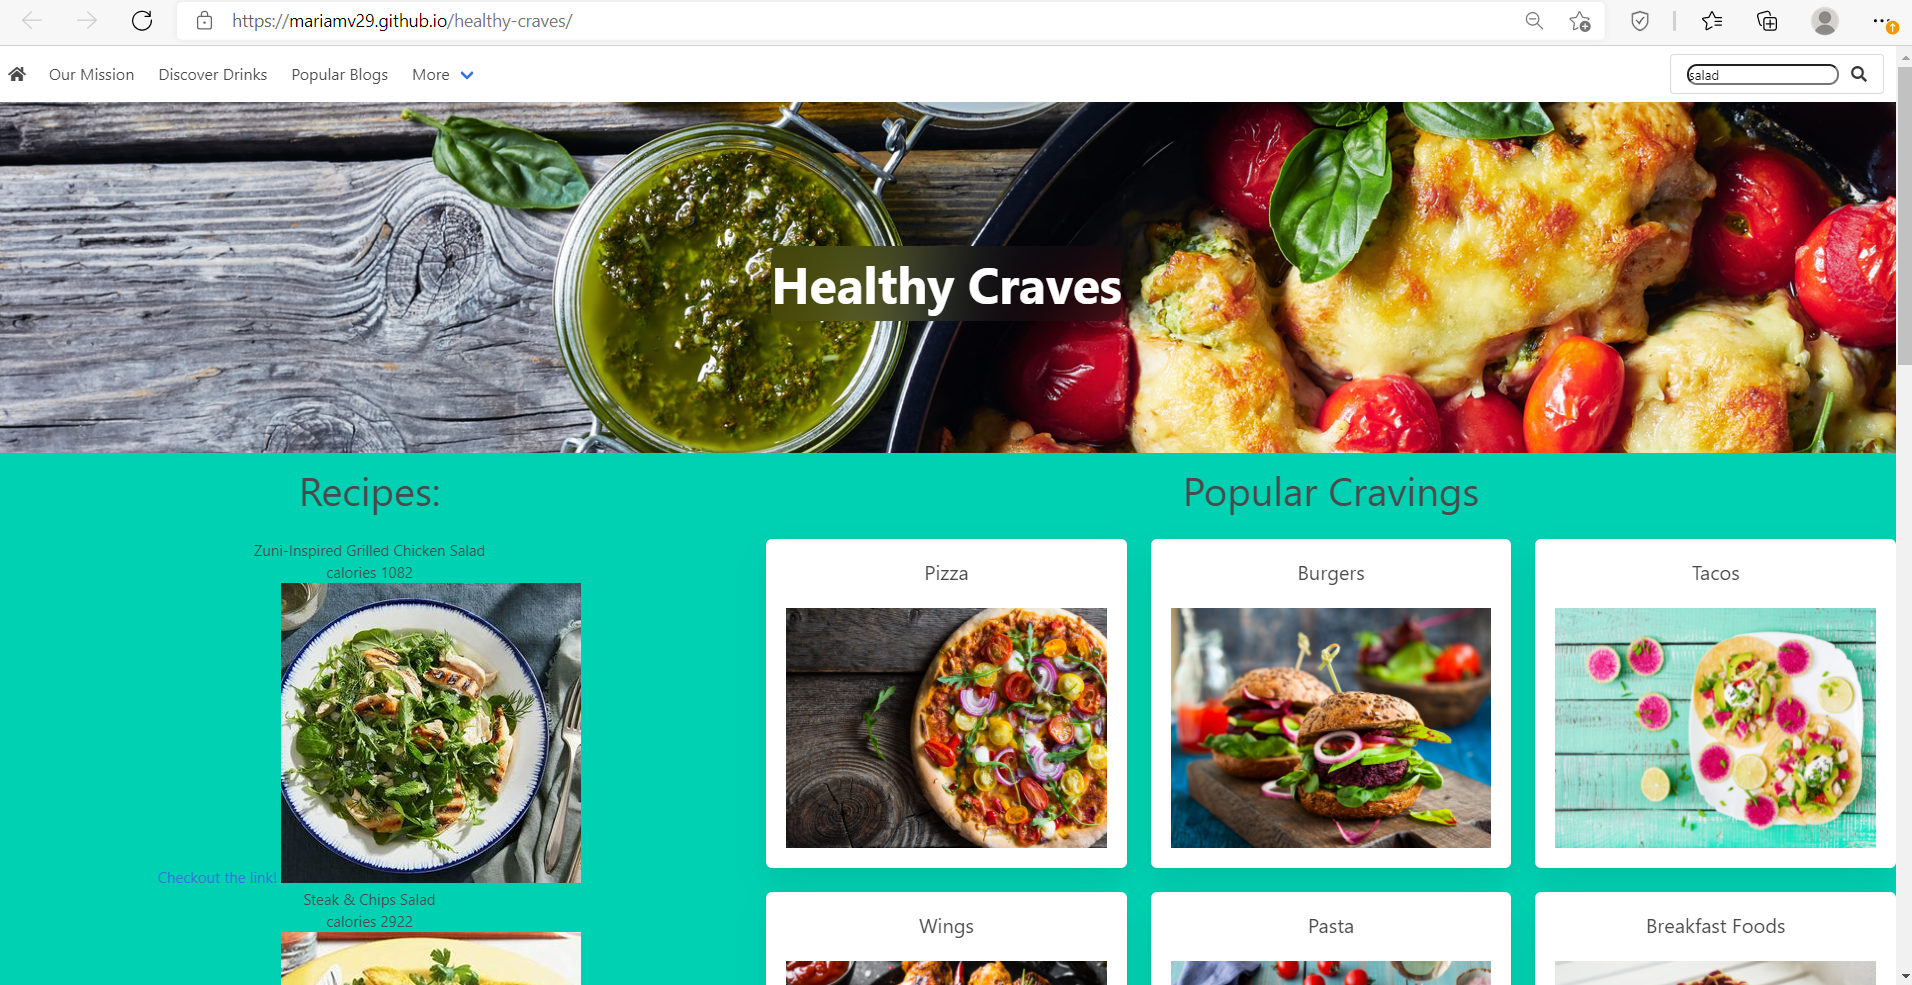 https://mariamv29.github.io/healthy-craves/
Our Mission Discover Drinks Popular Blogs More
salad
Healthy Craves
Recipes:
Zuni-Inspired Grilled Chicken Salad
calories 1082
Checkout the link!
Steak & Chips Salad
calories 2922
Popular Cravings
Pizza
Burgers
Tacos
Wings
Pasta
Breakfast Foods